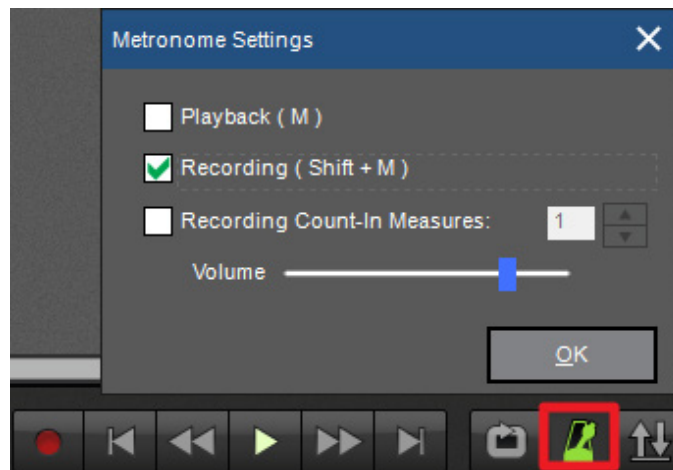 Metronome Settings
Playback ( M )
Recording ( Shift + M )
Recording Count-In Measures: 1
Volume
OK